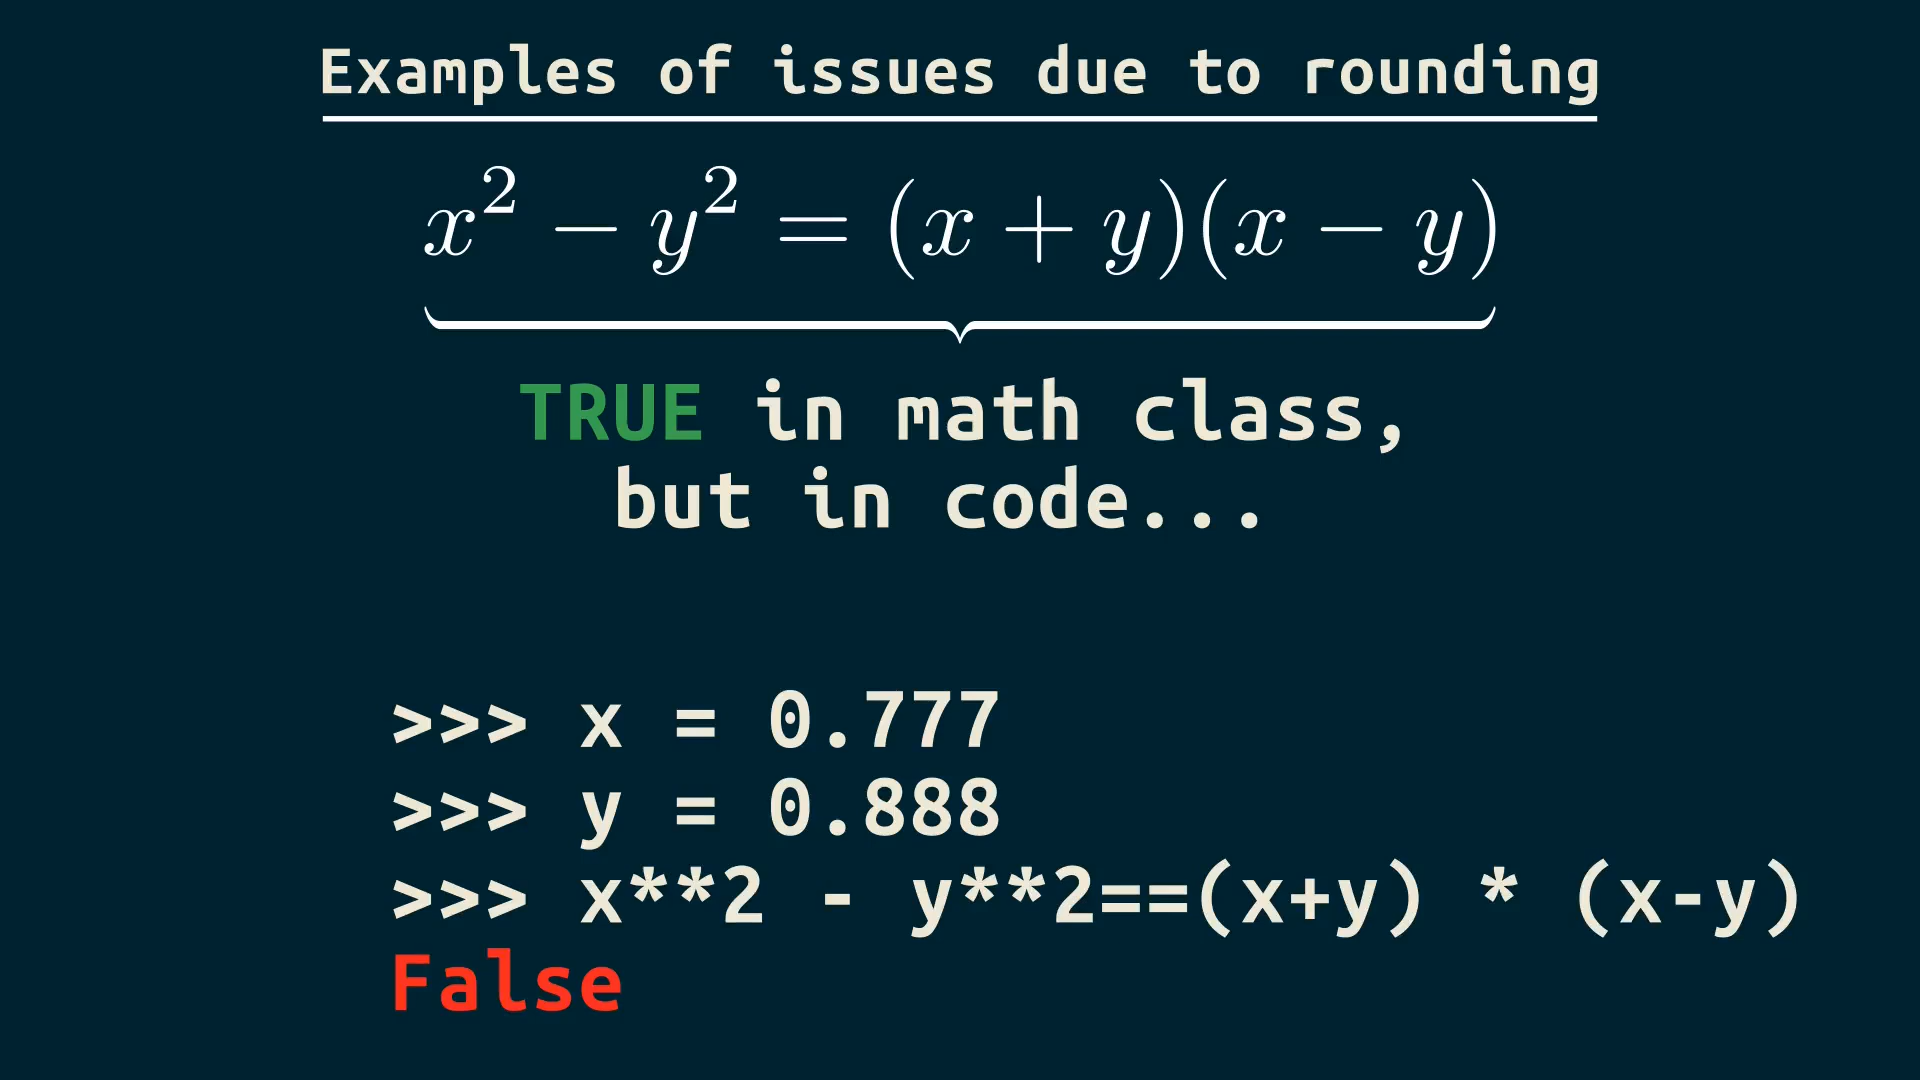 Examples of issues due to rounding
x² − y² = (x + y)(x − y)
TRUE in math class,
but in code...
>>> x = 0.777
>>> y = 0.888
>>> x**2 - y**2==(x+y) * (x-y)
False